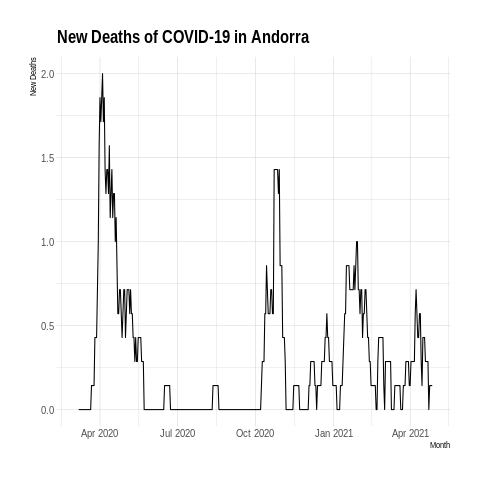 New Deaths of COVID-19 in Andorra
New Deaths
2.0
1.5
1.0
0.5
0.0
Apr 2020 Jul 2020 Oct 2020 Jan 2021 Apr 2021
Month